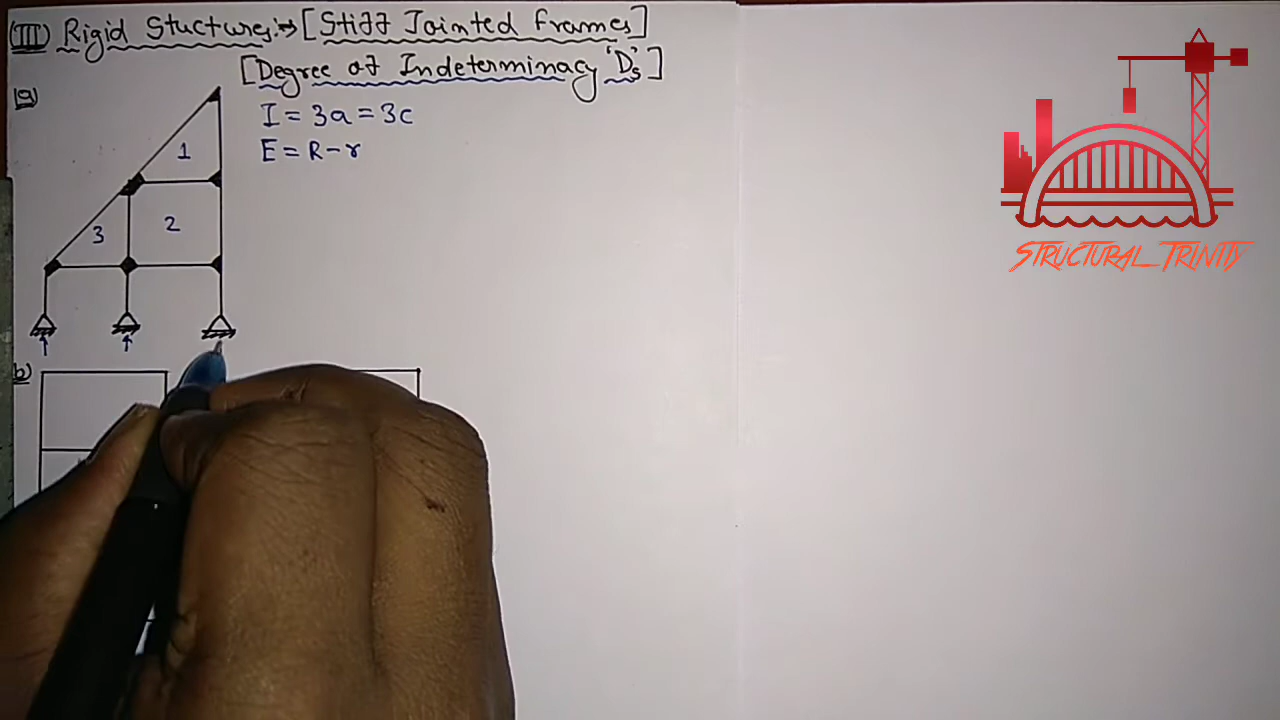 (III) Rigid Stuctures:→ [Stiff Jointed Frames]
[Degree of Indeterminacy 'Ds']
(a)
I = 3a = 3c
E = R - r
1
2
3
b)
STRUCTURAL_TRINITY